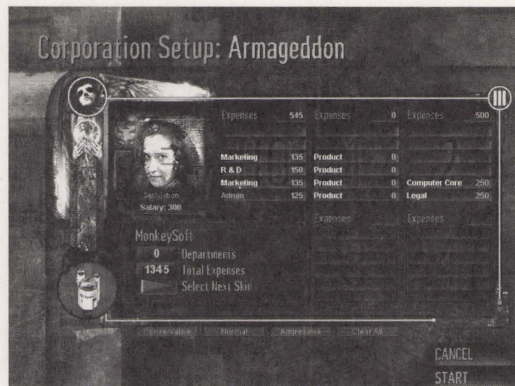 Corporation Setup: Armageddon
III
Expenses 545 Expenses 0 Expenses 500
Marketing 135 Product 0
R & D 150 Product 0
Marketing 135 Product 0 Computer Core 250
Admin 125 Product 0 Legal 250
Salary: 300
Expenses Expenses
MonkeySoft
0 Departments
1345 Total Expenses
Select Next Skin
Conservative Normal Aggressive Clear All
CANCEL
START